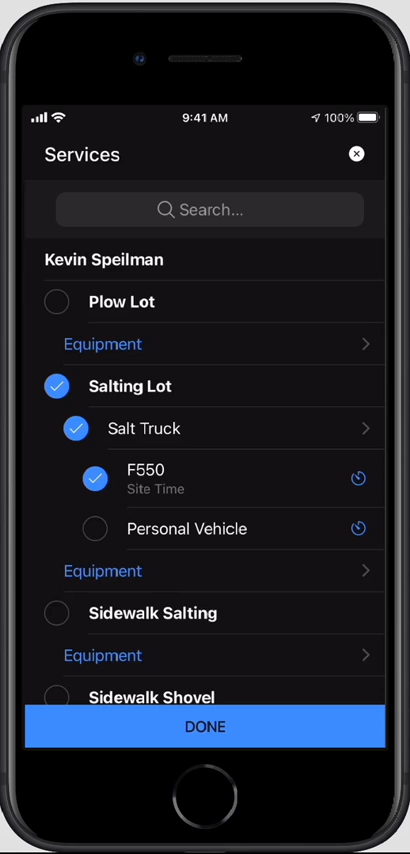 9:41 AM
100%
Services
Search...
Kevin Speilman
Plow Lot
Equipment
Salting Lot
Salt Truck
F550
Site Time
Personal Vehicle
Equipment
Sidewalk Salting
Equipment
Sidewalk Shovel
DONE